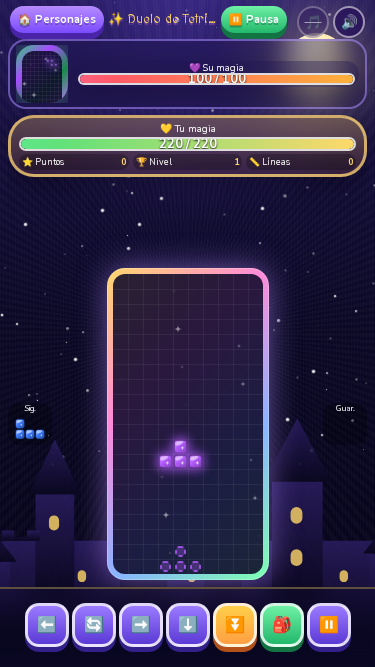 🏠 Personajes
✨ Duelo de Tetri...
⏸️ Pausa
💜 Su magia
100 / 100
💛 Tu magia
220 / 220
⭐ Puntos 0
🏆 Nivel 1
📏 Líneas 0
Sig.
Guar.